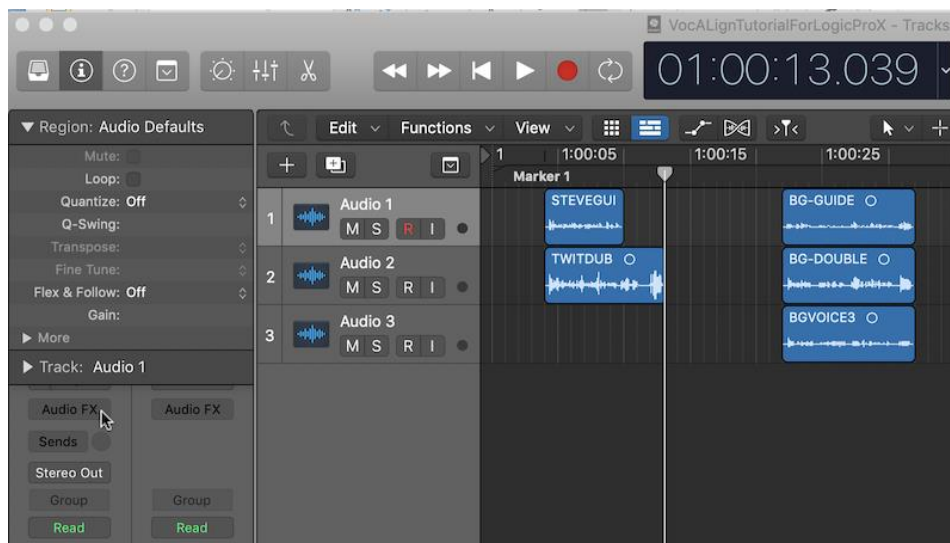 VocALignTutorialForLogicProX - Tracks
01:00:13.039
Region: Audio Defaults
Mute:
Loop:
Quantize: Off
Q-Swing:
Transpose:
Fine Tune:
Flex & Follow: Off
Gain:
More
Track: Audio 1
Audio FX
Audio FX
Sends
Stereo Out
Group
Group
Read
Read
Edit Functions View
1 1:00:05 1:00:15 1:00:25
Marker 1
1 Audio 1
M S R I
STEVEGUI
BG-GUIDE
2 Audio 2
M S R I
TWITDUB
BG-DOUBLE
3 Audio 3
M S R I
BGVOICE3